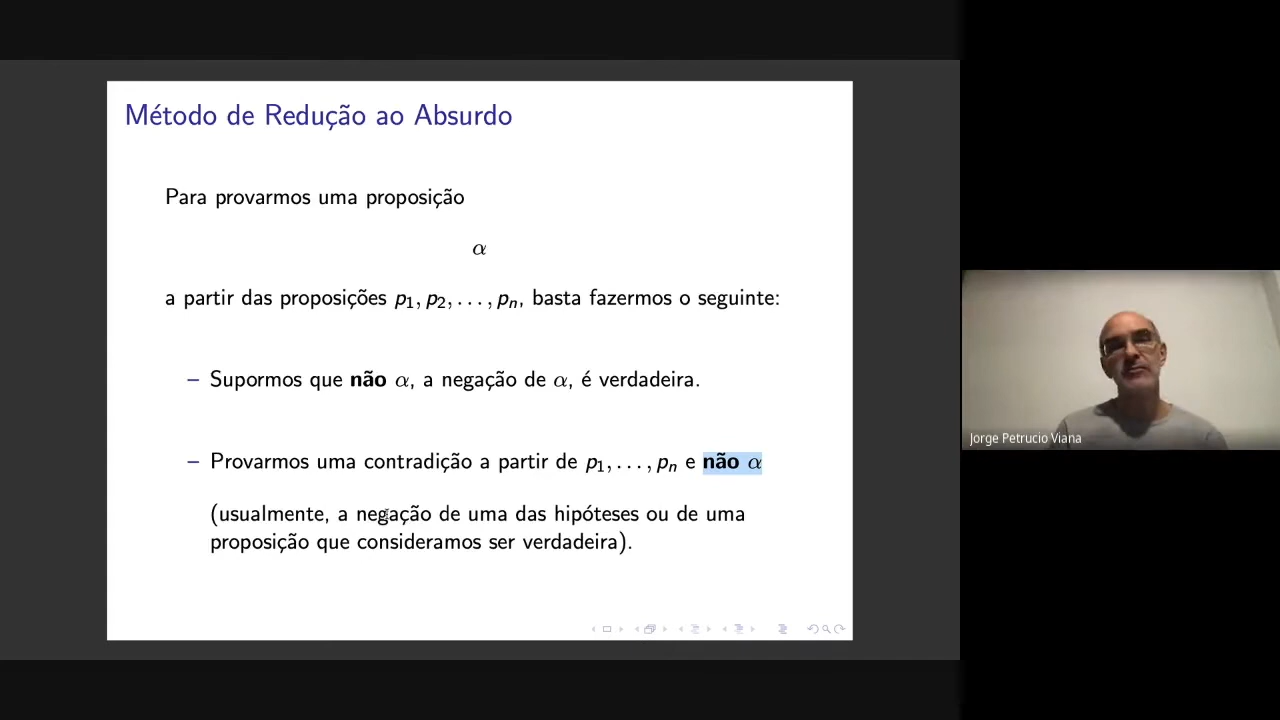 Método de Redução ao Absurdo
Para provarmos uma proposição
α
a partir das proposições p₁, p₂, . . . , pₙ, basta fazermos o seguinte:
– Supormos que não α, a negação de α, é verdadeira.
– Provarmos uma contradição a partir de p₁, . . . , pₙ e não α
(usualmente, a negação de uma das hipóteses ou de uma
proposição que consideramos ser verdadeira).
Jorge Petrucio Viana